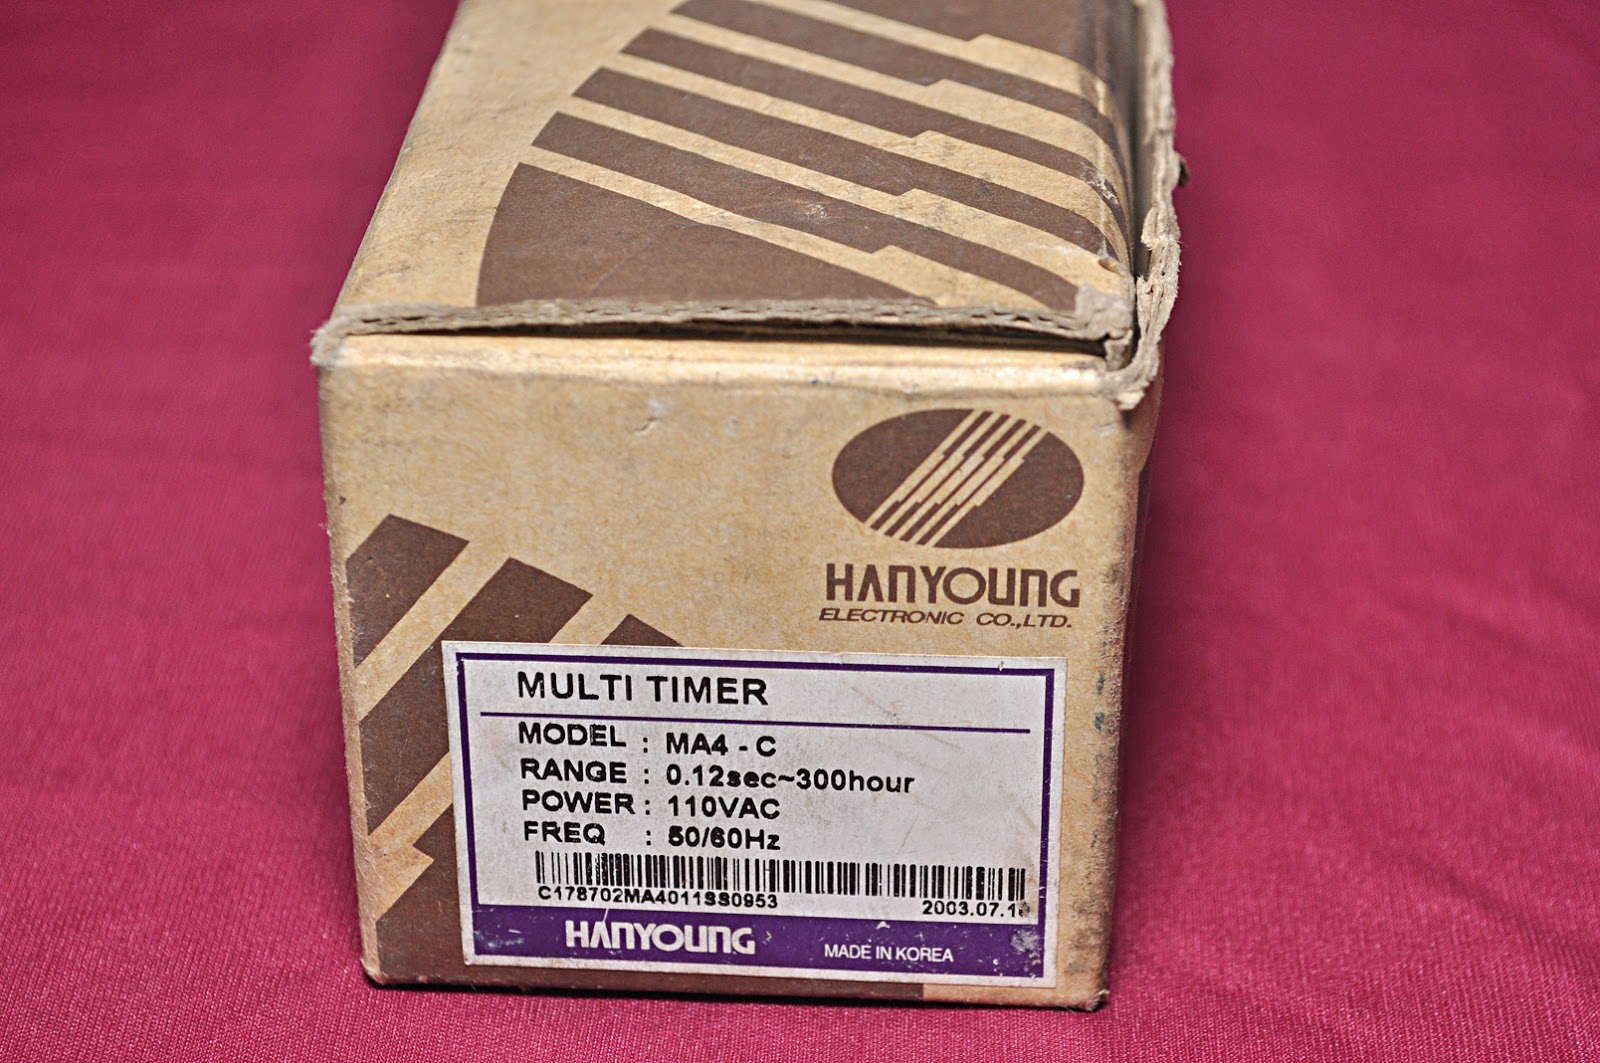 HANYOUNG
ELECTRONIC CO.,LTD.
MULTI TIMER
MODEL : MA4 - C
RANGE : 0.12sec~300hour
POWER : 110VAC
FREQ : 50/60Hz
C178702MA4011SS0953
HANYOUNG MADE IN KOREA